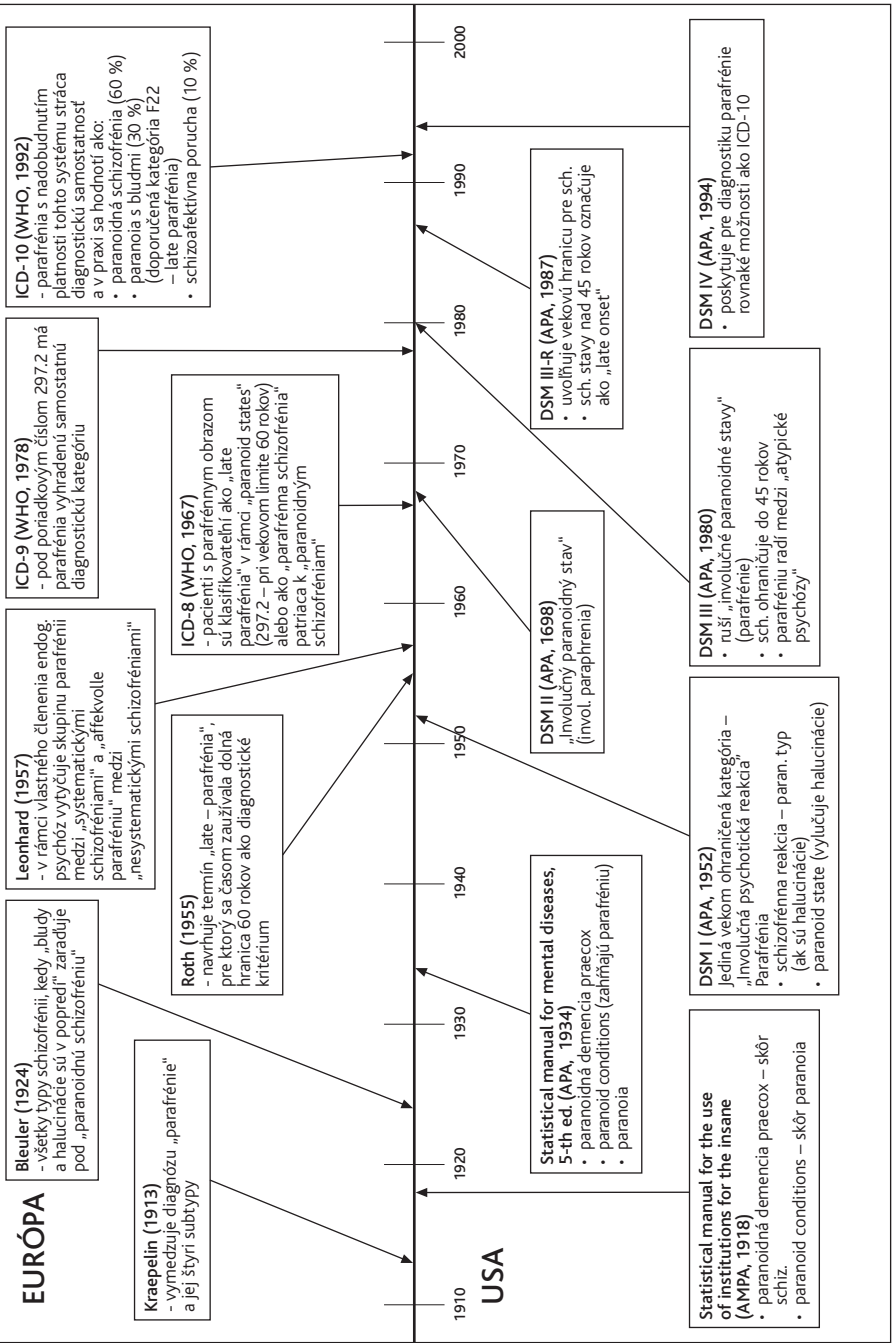 EURÓPA
Kraepelin (1913)
- vymedzuje diagnózu „parafrénie"
a jej štyri subtypy
Bleuler (1924)
- všetky typy schizofrénií, kedy „bludy
a halucinácie sú v popredí" zaraďuje
pod „paranoidnú schizofréniu"
Roth (1955)
- navrhuje termín „late – parafrénia",
pre ktorý sa časom zaužívala dolná
hranica 60 rokov ako diagnostické
kritérium
Leonhard (1957)
- v rámci vlastného členenia endog.
psychóz vytyčuje skupinu parafrénii
medzi „systematickými
schizofréniami" a „affekvolle
parafréniu" medzi
„nesystematickými schizofréniami"
ICD-8 (WHO, 1967)
- pacienti s parafrénnym obrazom
sú klasifikovateľní ako „late
parafrénia" v rámci „paranoid states"
(297.2 – pri vekovom limite 60 rokov)
alebo ako „parafrénna schizofrénia"
patriaca k „paranoidným
schizofréniam"
ICD-9 (WHO, 1978)
- pod poriadkovým číslom 297.2 má
parafrénia vyhradenú samostatnú
diagnostickú kategóriu
ICD-10 (WHO, 1992)
- parafrénia s nadobudnutím
platnosti tohto systému stráca
diagnostickú samostatnosť
a v praxi sa hodnotí ako:
• paranoidná schizofrénia (60 %)
• paranoia s bludmi (30 %)
(doporučená kategória F22
– late parafrénia)
• schizoafektívna porucha (10 %)
1910
1920
1930
1940
1950
1960
1970
1980
1990
2000
USA
Statistical manual for the use
of institutions for the insane
(AMPA, 1918)
• paranoidná demencia praecox – skôr
schiz.
• paranoid conditions – skôr paranoia
Statistical manual for mental diseases,
5-th ed. (APA, 1934)
• paranoidná demencia praecox
• paranoid conditions (zahŕňajú parafréniu)
• paranoia
DSM I (APA, 1952)
Jediná vekom ohraničená kategória –
„Involučná psychotická reakcia"
Parafrénia
• schizofrénna reakcia – paran. typ
(ak sú halucinácie)
• paranoid state (vylučuje halucinácie)
DSM II (APA, 1698)
„Involučný paranoidný stav"
(invol. paraphrenia)
DSM III (APA, 1980)
• ruší „involučné paranoidné stavy"
(parafrénie)
• sch. ohraničuje do 45 rokov
• parafréniu radí medzi „atypické
psychózy"
DSM III-R (APA, 1987)
• uvoľňuje vekovú hranicu pre sch.
• sch. stavy nad 45 rokov označuje
ako „late onset"
DSM IV (APA, 1994)
• poskytuje pre diagnostiku parafrénie
rovnaké možnosti ako ICD-10